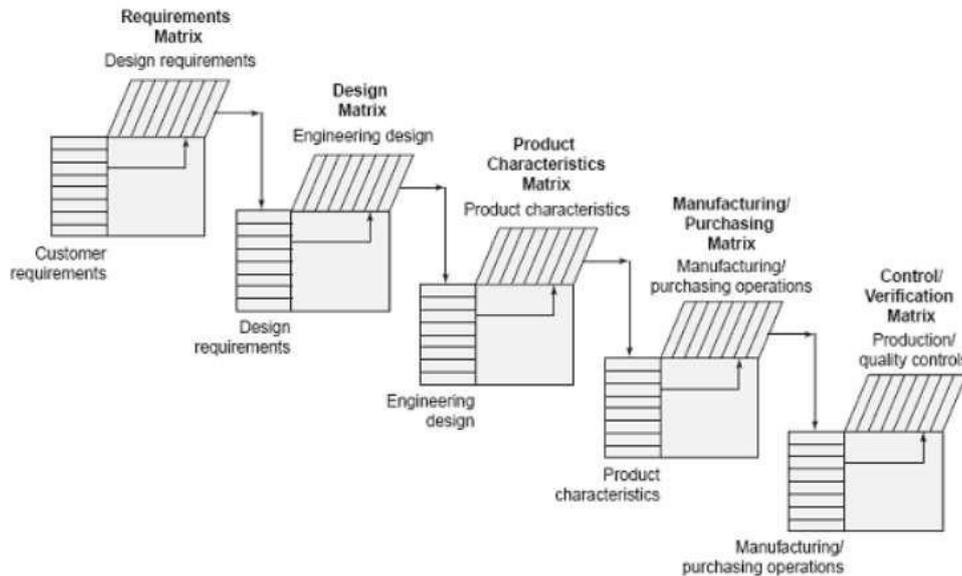 Requirements
Matrix
Design requirements
Customer
requirements
Design
Matrix
Engineering design
Design
requirements
Product
Characteristics
Matrix
Product characteristics
Engineering
design
Manufacturing/
Purchasing
Matrix
Manufacturing/
purchasing operations
Product
characteristics
Control/
Verification
Matrix
Production/
quality controls
Manufacturing/
purchasing operations